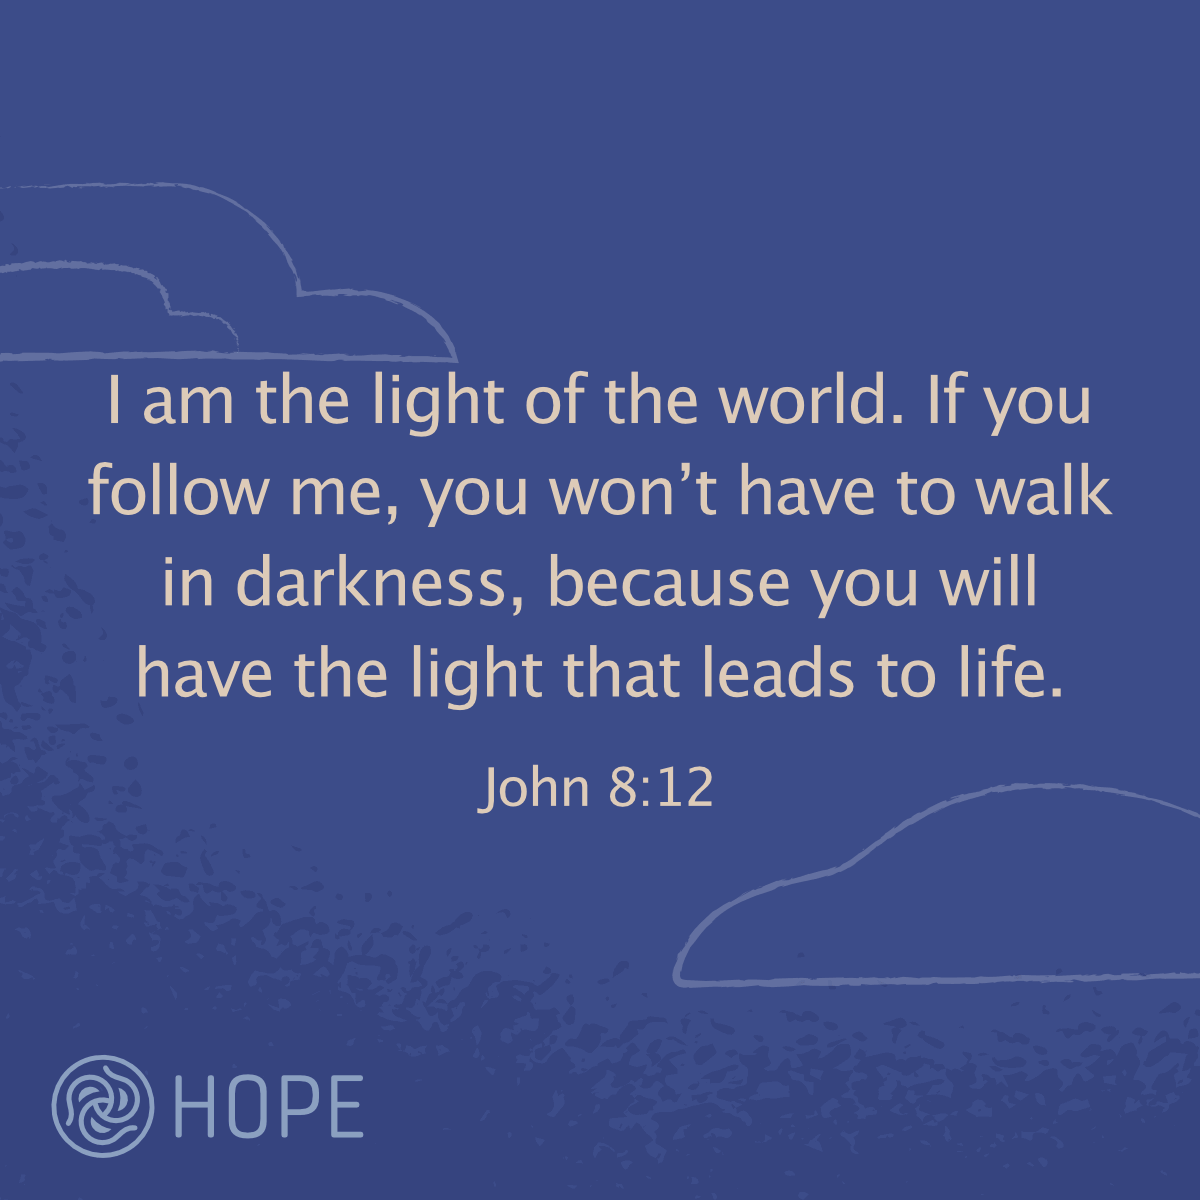 I am the light of the world. If you
follow me, you won’t have to walk
in darkness, because you will
have the light that leads to life.
John 8:12
HOPE